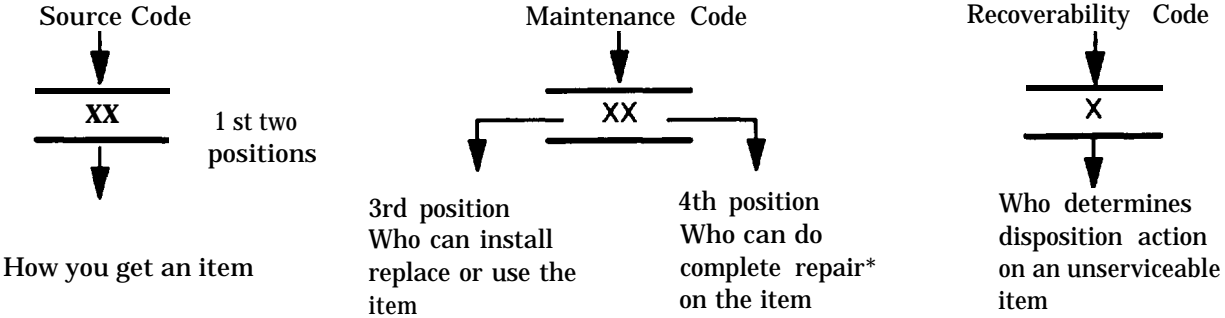 Source Code
XX
1 st two
positions
How you get an item
Maintenance Code
XX
3rd position
Who can install
replace or use the
item
4th position
Who can do
complete repair*
on the item
Recoverability Code
X
Who determines
disposition action
on an unserviceable
item